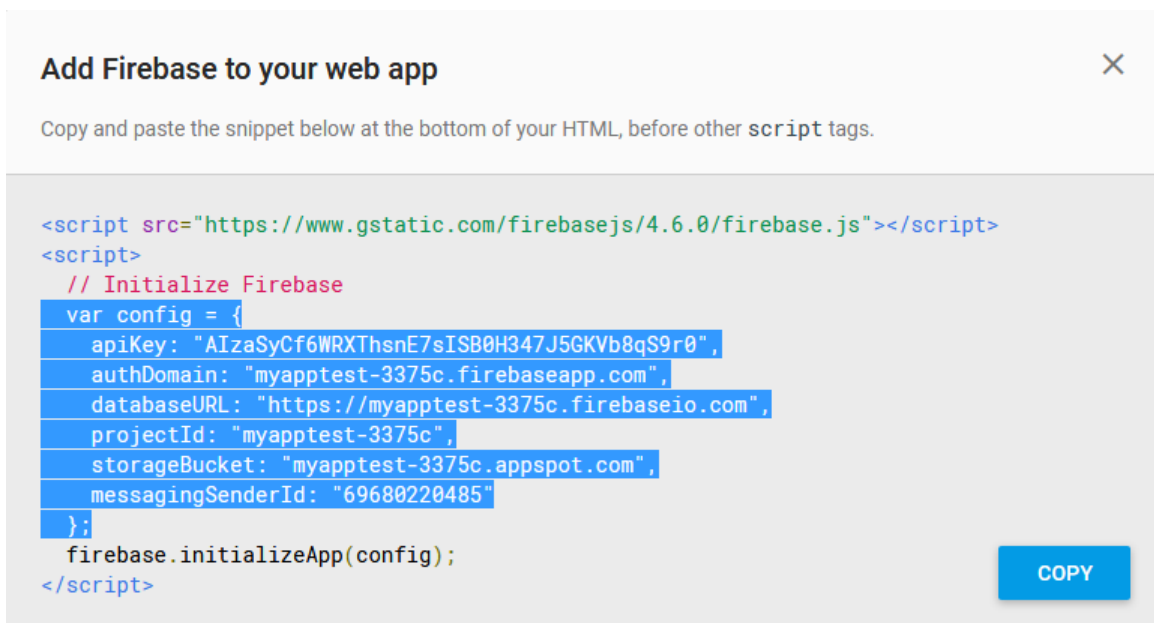 Add Firebase to your web app
Copy and paste the snippet below at the bottom of your HTML, before other script tags.
<script src="https://www.gstatic.com/firebasejs/4.6.0/firebase.js"></script>
<script>
  // Initialize Firebase
  var config = {
    apiKey: "AIzaSyCf6WRXThsnE7sISB0H347J5GKVb8qS9r0",
    authDomain: "myapptest-3375c.firebaseapp.com",
    databaseURL: "https://myapptest-3375c.firebaseio.com",
    projectId: "myapptest-3375c",
    storageBucket: "myapptest-3375c.appspot.com",
    messagingSenderId: "69680220485"
  };
  firebase.initializeApp(config);
</script>
COPY